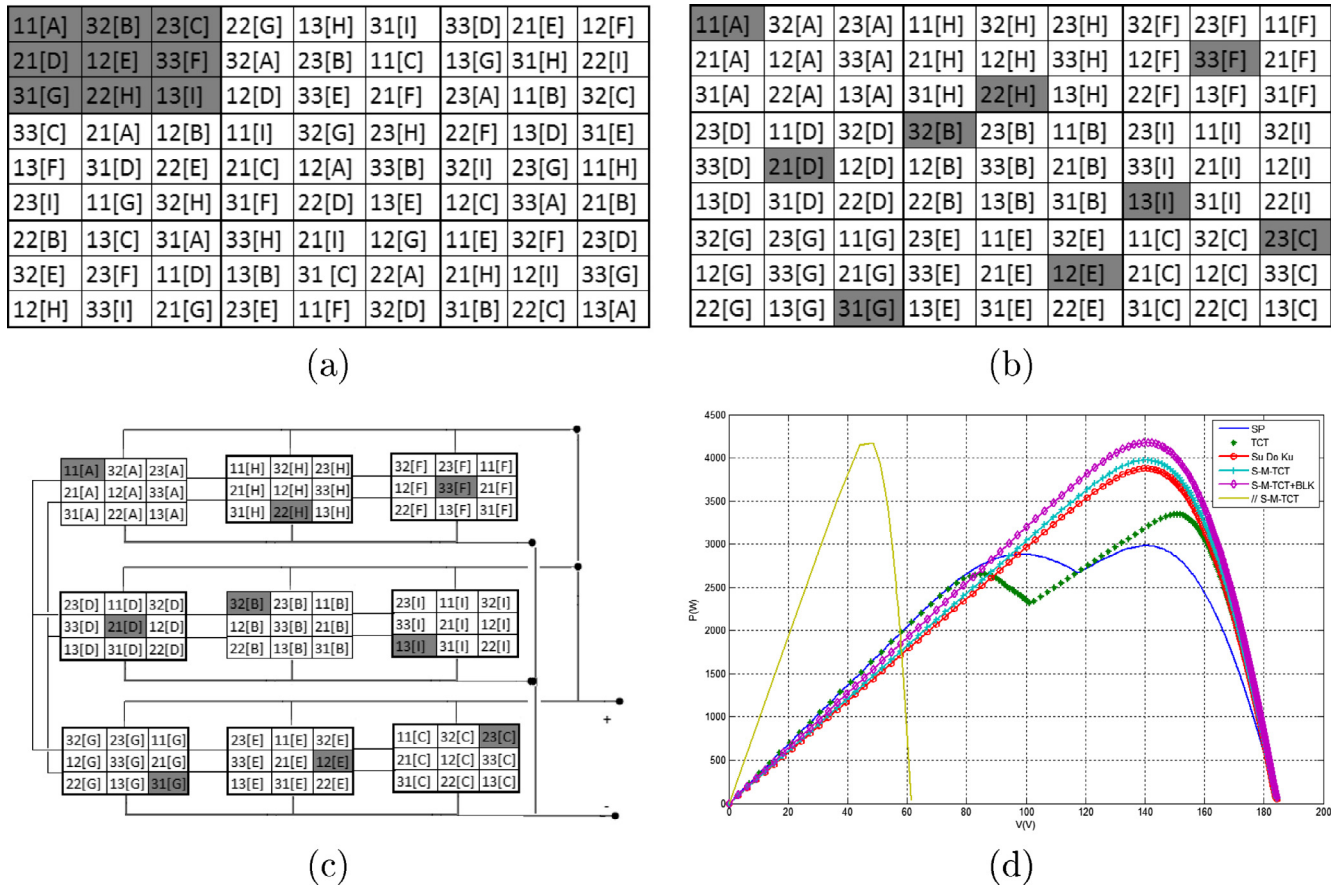 11[A] 32[B] 23[C] 22[G] 13[H] 31[I] 33[D] 21[E] 12[F]
21[D] 12[E] 33[F] 32[A] 23[B] 11[C] 13[G] 31[H] 22[I]
31[G] 22[H] 13[I] 12[D] 33[E] 21[F] 23[A] 11[B] 32[C]
33[C] 21[A] 12[B] 11[I] 32[G] 23[H] 22[F] 13[D] 31[E]
13[F] 31[D] 22[E] 21[C] 12[A] 33[B] 32[I] 23[G] 11[H]
23[I] 11[G] 32[H] 31[F] 22[D] 13[E] 12[C] 33[A] 21[B]
22[B] 13[C] 31[A] 33[H] 21[I] 12[G] 11[E] 32[F] 23[D]
32[E] 23[F] 11[D] 13[B] 31 [C] 22[A] 21[H] 12[I] 33[G]
12[H] 33[I] 21[G] 23[E] 11[F] 32[D] 31[B] 22[C] 13[A]
(a)
11[A] 32[A] 23[A] 11[H] 32[H] 23[H] 32[F] 23[F] 11[F]
21[A] 12[A] 33[A] 21[H] 12[H] 33[H] 12[F] 33[F] 21[F]
31[A] 22[A] 13[A] 31[H] 22[H] 13[H] 22[F] 13[F] 31[F]
23[D] 11[D] 32[D] 32[B] 23[B] 11[B] 23[I] 11[I] 32[I]
33[D] 21[D] 12[D] 12[B] 33[B] 21[B] 33[I] 21[I] 12[I]
13[D] 31[D] 22[D] 22[B] 13[B] 31[B] 13[I] 31[I] 22[I]
32[G] 23[G] 11[G] 23[E] 11[E] 32[E] 11[C] 32[C] 23[C]
12[G] 33[G] 21[G] 33[E] 21[E] 12[E] 21[C] 12[C] 33[C]
22[G] 13[G] 31[G] 13[E] 31[E] 22[E] 31[C] 22[C] 13[C]
(b)
11[A] 32[A] 23[A] 11[H] 32[H] 23[H] 32[F] 23[F] 11[F]
21[A] 12[A] 33[A] 21[H] 12[H] 33[H] 12[F] 33[F] 21[F]
31[A] 22[A] 13[A] 31[H] 22[H] 13[H] 22[F] 13[F] 31[F]
23[D] 11[D] 32[D] 32[B] 23[B] 11[B] 23[I] 11[I] 32[I]
33[D] 21[D] 12[D] 12[B] 33[B] 21[B] 33[I] 21[I] 12[I]
13[D] 31[D] 22[D] 22[B] 13[B] 31[B] 13[I] 31[I] 22[I]
+
32[G] 23[G] 11[G] 23[E] 11[E] 32[E] 11[C] 32[C] 23[C]
12[G] 33[G] 21[G] 33[E] 21[E] 12[E] 21[C] 12[C] 33[C]
22[G] 13[G] 31[G] 13[E] 31[E] 22[E] 31[C] 22[C] 13[C]
-
(c)
4500
4000
3500
3000
2500
2000
1500
1000
500
0
P(W)
SP
TCT
Su Do Ku
S-M-TCT
S-M-TCT+BLK
// S-M-TCT
0 20 40 60 80 100 120 140 160 180 200
V(V)
(d)